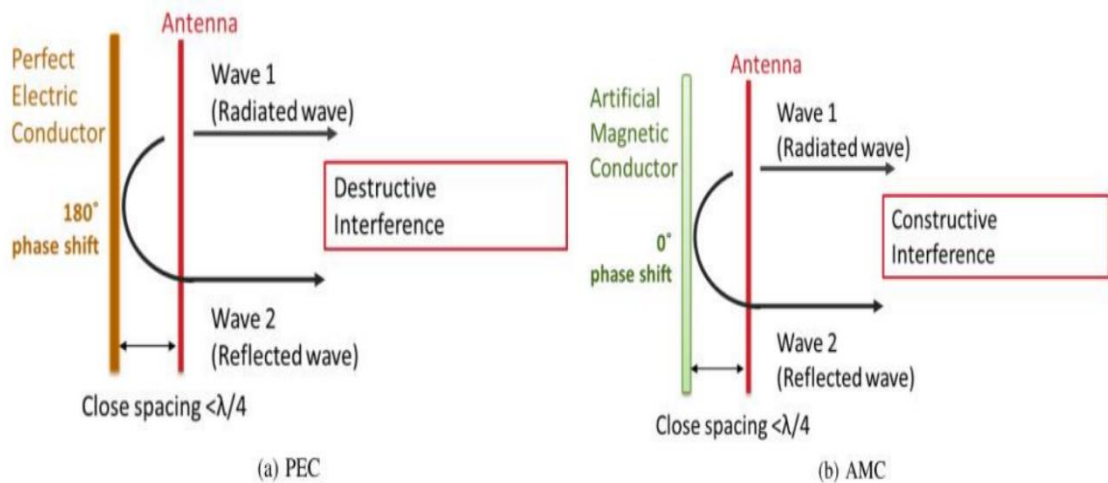 Antenna
Perfect
Electric
Conductor
Wave 1
(Radiated wave)
Destructive
Interference
180°
phase shift
Wave 2
(Reflected wave)
Close spacing <λ/4
(a) PEC
Antenna
Artificial
Magnetic
Conductor
Wave 1
(Radiated wave)
Constructive
Interference
0°
phase shift
Wave 2
(Reflected wave)
Close spacing <λ/4
(b) AMC